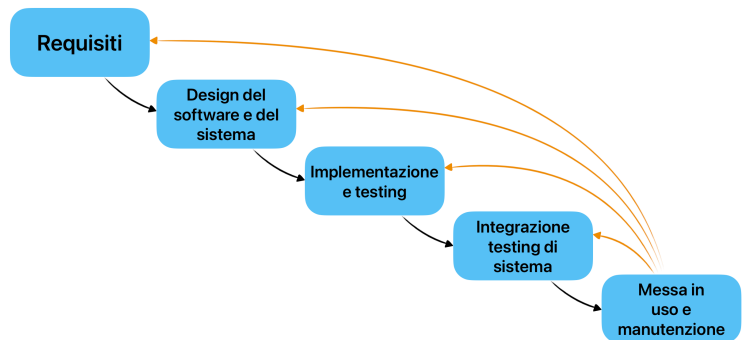 Requisiti
Design del
software e del
sistema
Implementazione
e testing
Integrazione
testing di
sistema
Messa in
uso e
manutenzione